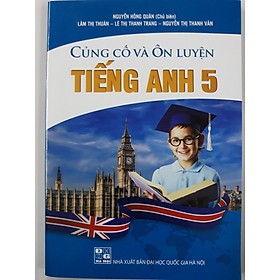 NGUYỄN HỒNG QUÂN (Chủ biên)
LÂM THỊ THUÂN - LÊ THỊ THANH TRANG - NGUYỄN THỊ THANH VÂN
CỦNG CỐ VÀ ÔN LUYỆN
TIẾNG ANH 5
NHÀ XUẤT BẢN ĐẠI HỌC QUỐC GIA HÀ NỘI